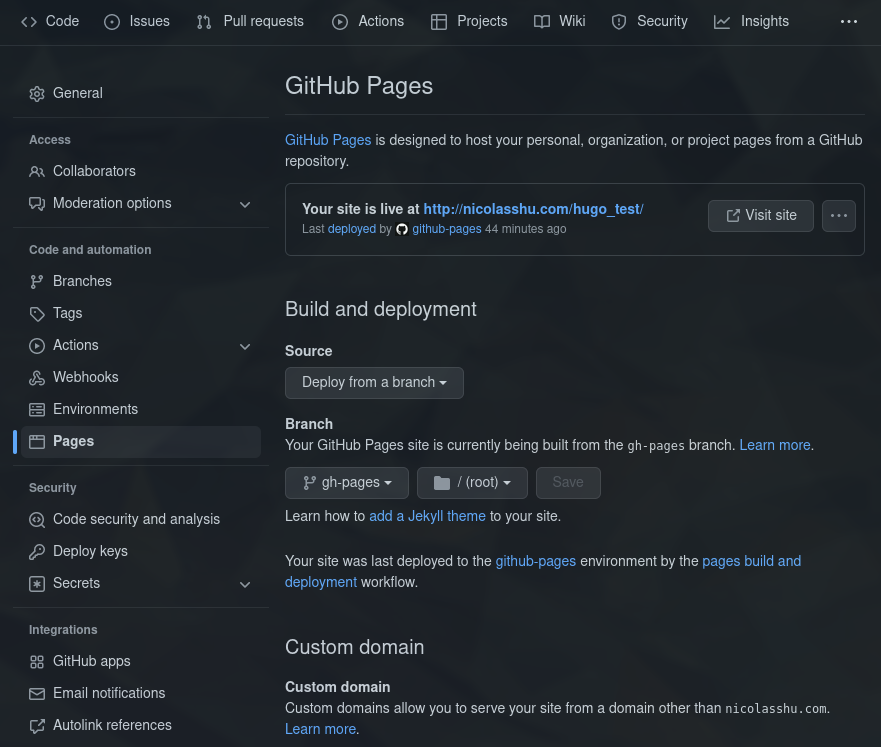 Code Issues Pull requests Actions Projects Wiki Security Insights
General
Access
Collaborators
Moderation options
Code and automation
Branches
Tags
Actions
Webhooks
Environments
Pages
Security
Code security and analysis
Deploy keys
Secrets
Integrations
GitHub apps
Email notifications
Autolink references
GitHub Pages
GitHub Pages is designed to host your personal, organization, or project pages from a GitHub
repository.
Your site is live at http://nicolasshu.com/hugo_test/
Last deployed by github-pages 44 minutes ago
Visit site
Build and deployment
Source
Deploy from a branch
Branch
Your GitHub Pages site is currently being built from the gh-pages branch. Learn more.
gh-pages / (root) Save
Learn how to add a Jekyll theme to your site.
Your site was last deployed to the github-pages environment by the pages build and
deployment workflow.
Custom domain
Custom domain
Custom domains allow you to serve your site from a domain other than nicolasshu.com.
Learn more.